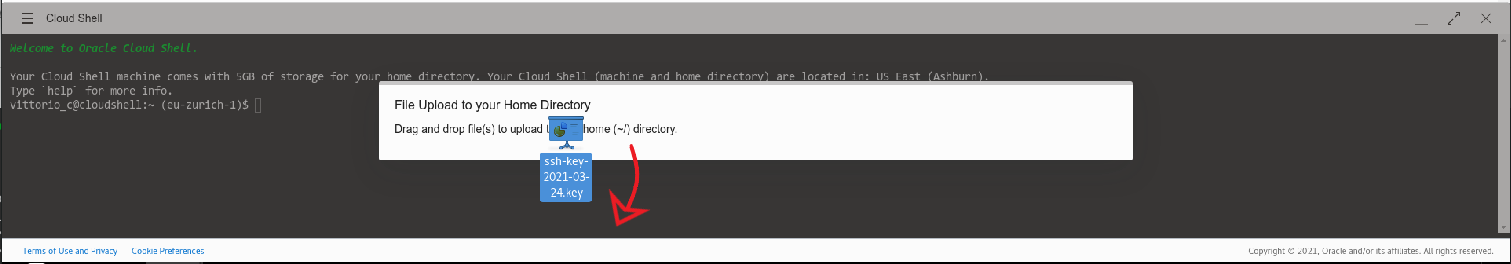 Cloud Shell
Welcome to Oracle Cloud Shell.
Your Cloud Shell machine comes with 5GB of storage for your home directory. Your Cloud Shell (machine and home directory) are located in: US East (Ashburn).
Type `help` for more info.
vittorio_c@cloudshell:~ (eu-zurich-1)$
File Upload to your Home Directory
Drag and drop file(s) to upload home (~/) directory.
ssh-key-
2021-03-
24.key
Terms of Use and Privacy Cookie Preferences
Copyright © 2021, Oracle and/or its affiliates. All rights reserved.